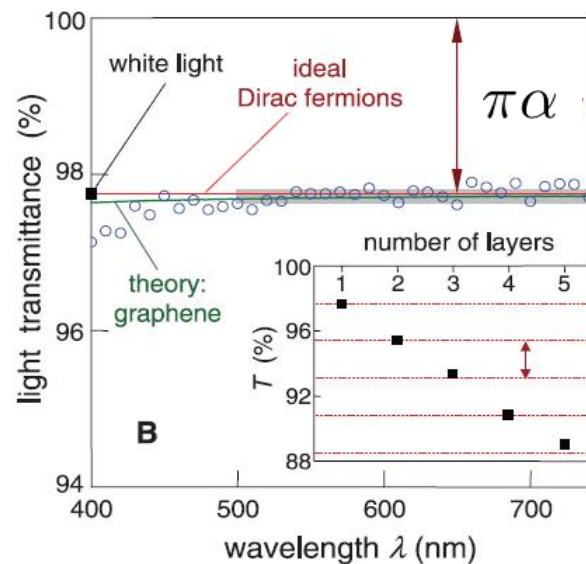 100
white light
ideal
Dirac fermions
πα
98
number of layers
1 2 3 4 5
100
96
92
88
T (%)
theory:
graphene
96
B
94
light transmittance (%)
400 500 600 700
wavelength λ (nm)